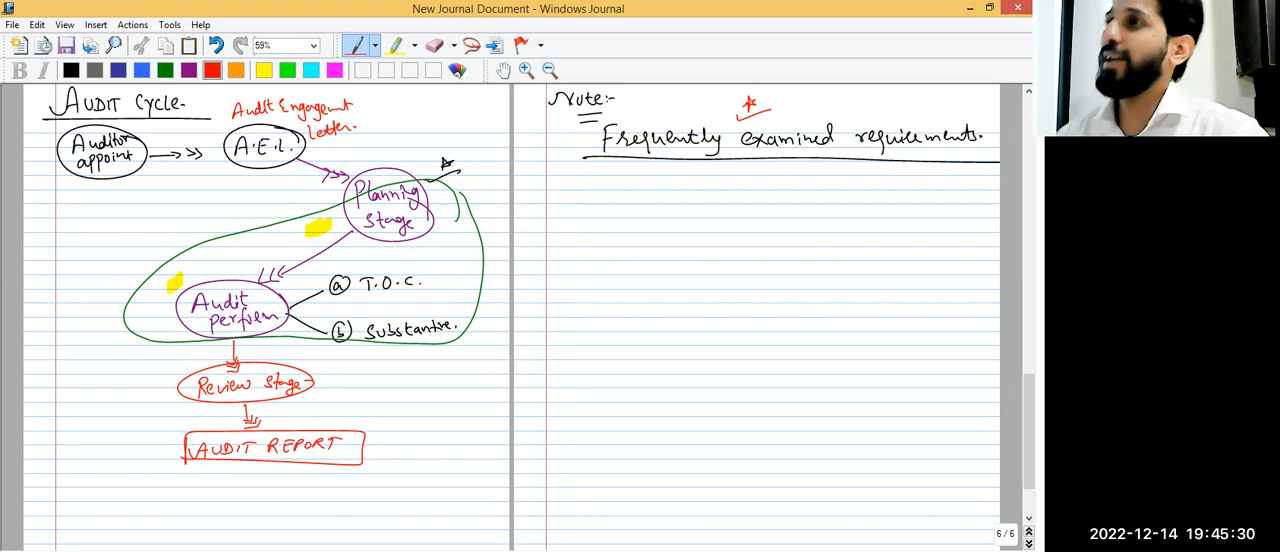 New Journal Document - Windows Journal
File Edit View Insert Actions Tools Help
59%
B I
AUDIT CYCLE-
Auditor
appoint
A.E.L.
Audit Engagement
Letter.
Planning
Stage
Audit
perform
a T.O.C.
b Substantive.
Review Stage
AUDIT REPORT
Note:-
Frequently examined requirements.
6/6
2022-12-14 19:45:30